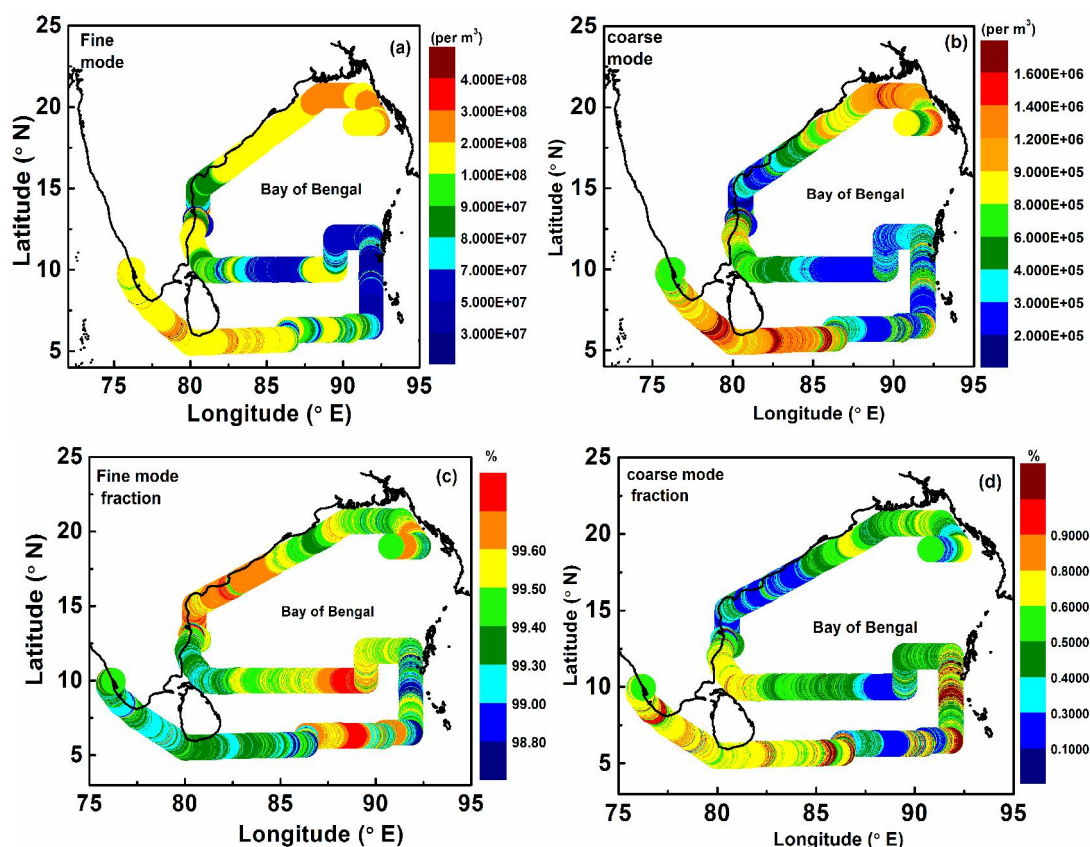 Fine
mode
(a)
(per m³)
4.000E+08
3.000E+08
2.000E+08
1.000E+08
9.000E+07
8.000E+07
7.000E+07
5.000E+07
3.000E+07
Bay of Bengal
Latitude (° N)
25
20
15
10
5
75 80 85 90 95
Longitude (° E)
coarse
mode
(b)
(per m³)
1.600E+06
1.400E+06
1.200E+06
9.000E+05
8.000E+05
6.000E+05
4.000E+05
3.000E+05
2.000E+05
Bay of Bengal
Latitude (° N)
25
20
15
10
5
75 80 85 90 95
Longitude (° E)
Fine mode
fraction
(c)
%
99.60
99.50
99.40
99.30
99.00
98.80
Bay of Bengal
Latitude (° N)
25
20
15
10
5
75 80 85 90 95
Longitude (° E)
coarse mode
fraction
(d)
%
0.9000
0.8000
0.6000
0.5000
0.4000
0.3000
0.1000
Bay of Bengal
Latitude (° N)
25
20
15
10
5
75 80 85 90 95
Longitude (° E)